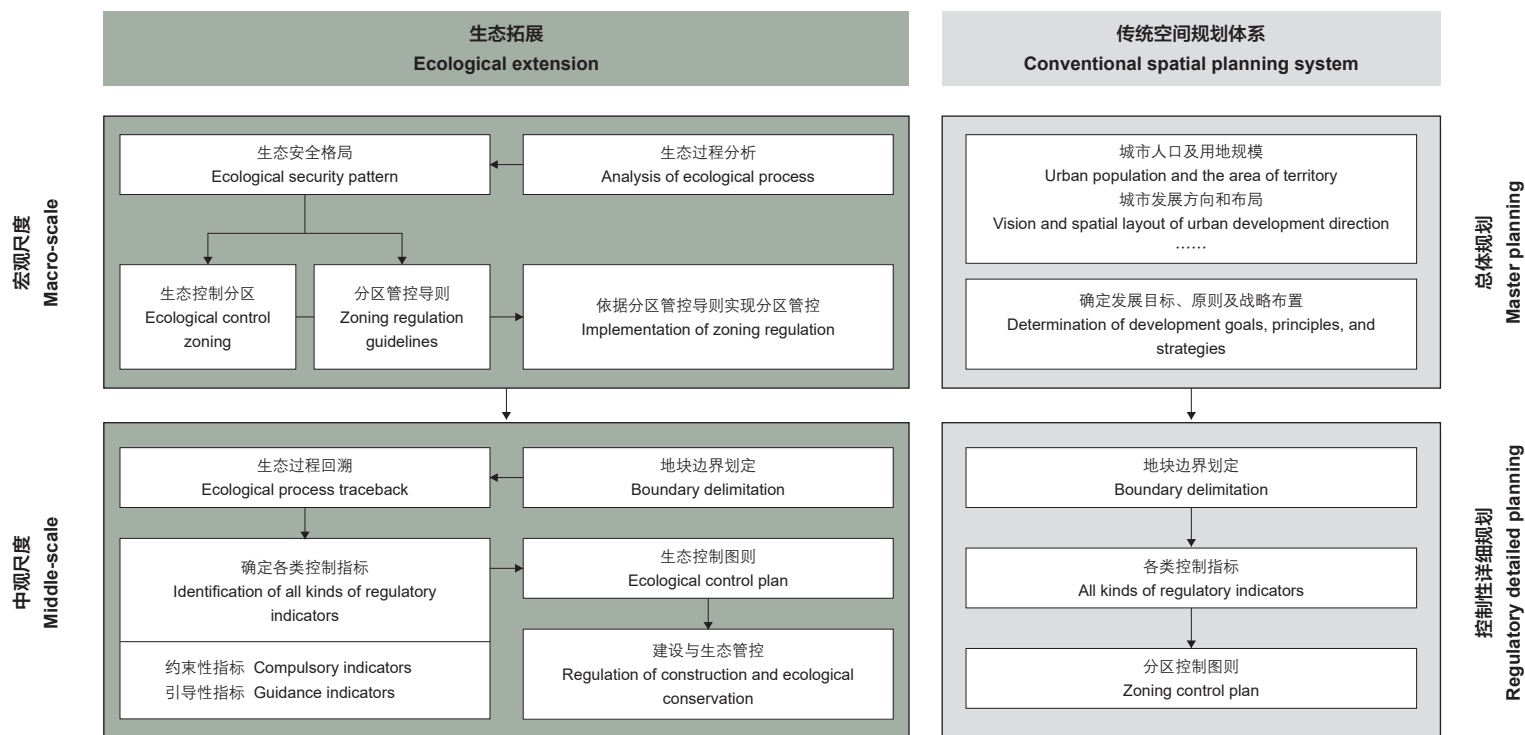 生态拓展
Ecological extension
传统空间规划体系
Conventional spatial planning system
宏观尺度
Macro-scale
生态安全格局
Ecological security pattern
生态过程分析
Analysis of ecological process
生态控制分区
Ecological control
zoning
分区管控导则
Zoning regulation
guidelines
依据分区管控导则实现分区管控
Implementation of zoning regulation
城市人口及用地规模
Urban population and the area of territory
城市发展方向和布局
Vision and spatial layout of urban development direction
……
确定发展目标、原则及战略布置
Determination of development goals, principles, and
strategies
总体规划
Master planning
中观尺度
Middle-scale
生态过程回溯
Ecological process traceback
地块边界划定
Boundary delimitation
确定各类控制指标
Identification of all kinds of regulatory
indicators
约束性指标 Compulsory indicators
引导性指标 Guidance indicators
生态控制图则
Ecological control plan
建设与生态管控
Regulation of construction and ecological
conservation
地块边界划定
Boundary delimitation
各类控制指标
All kinds of regulatory indicators
分区控制图则
Zoning control plan
控制性详细规划
Regulatory detailed planning